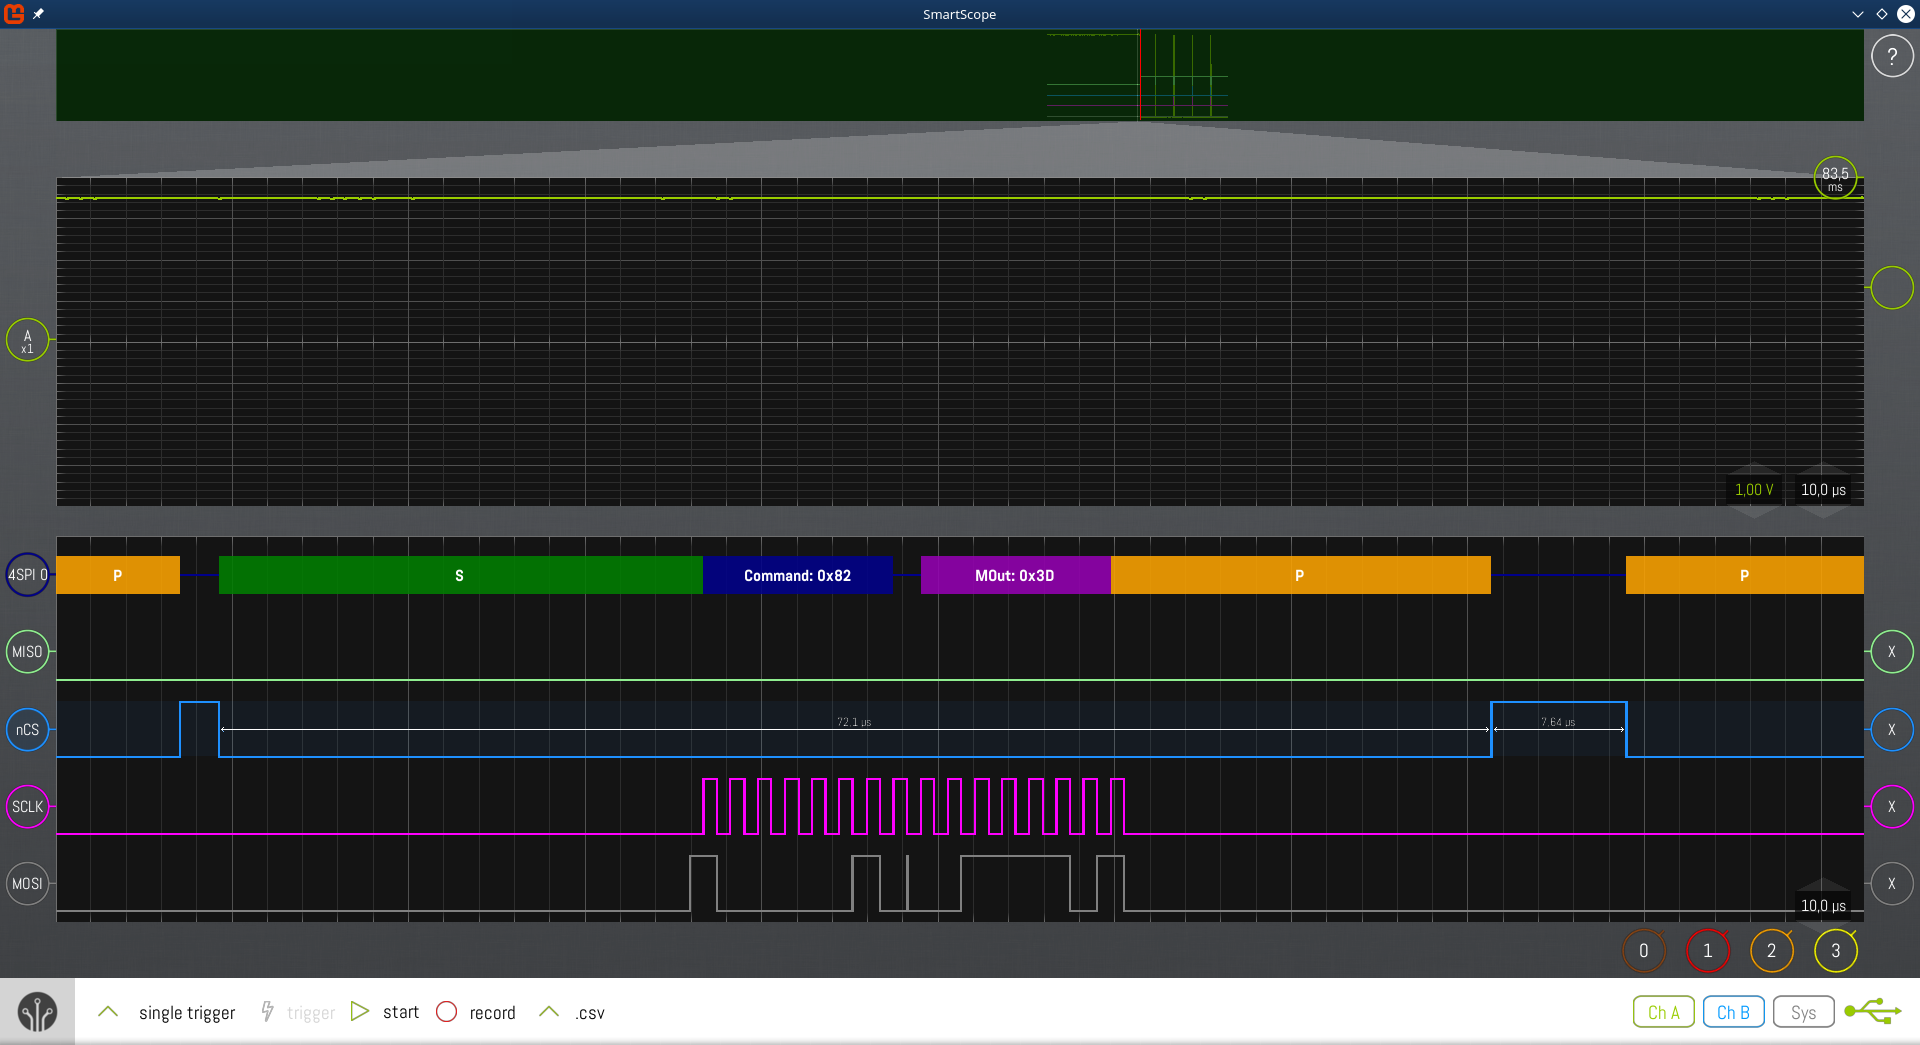 SmartScope
?
83,5
ms
A
x1
1,00 V
10,0 µs
4SPI 0
P
S
Command: 0x82
MOut: 0x3D
P
P
MISO
X
nCS
72,1 µs
7,64 µs
X
SCLK
X
MOSI
X
10,0 µs
0
1
2
3
single trigger
trigger
start
record
.csv
Ch A
Ch B
Sys